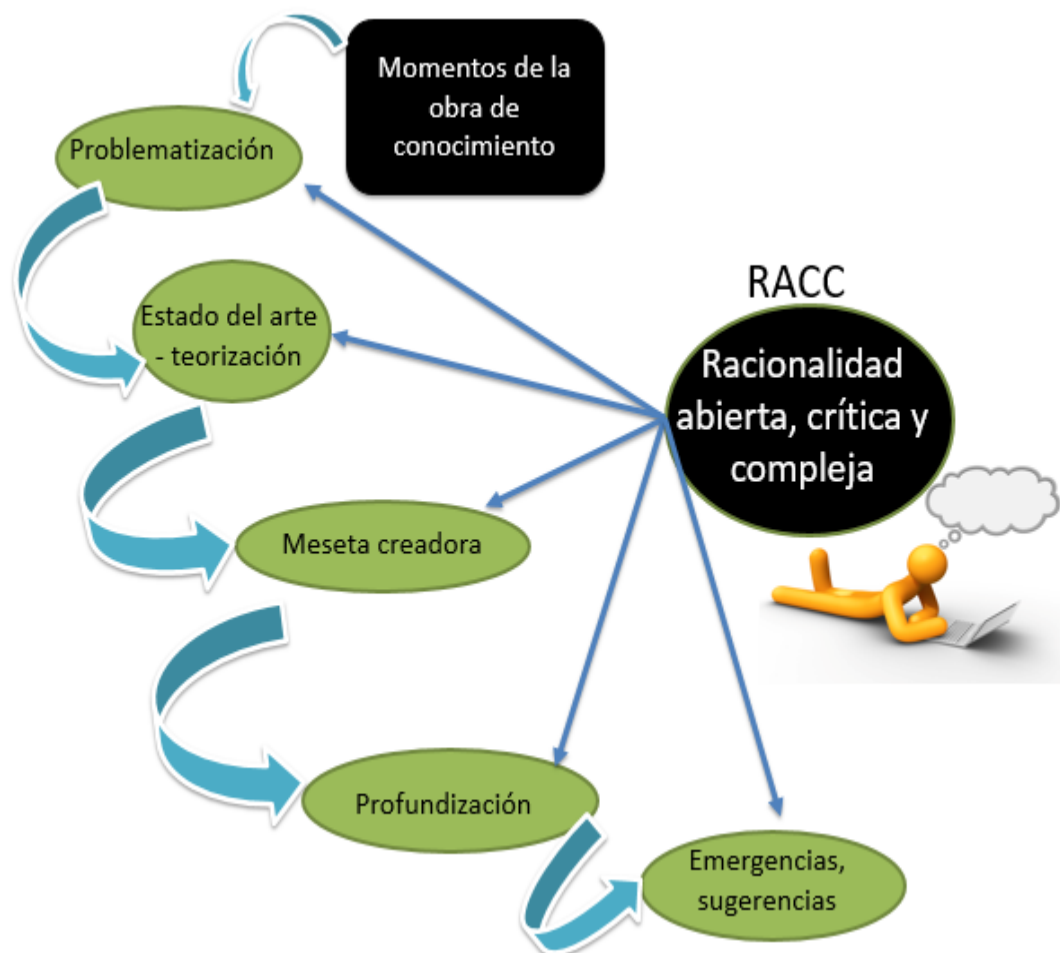 Momentos de la
obra de
conocimiento
Problematización
RACC
Racionalidad
abierta, crítica y
compleja
Estado del arte
- teorización
Meseta creadora
Profundización
Emergencias,
sugerencias